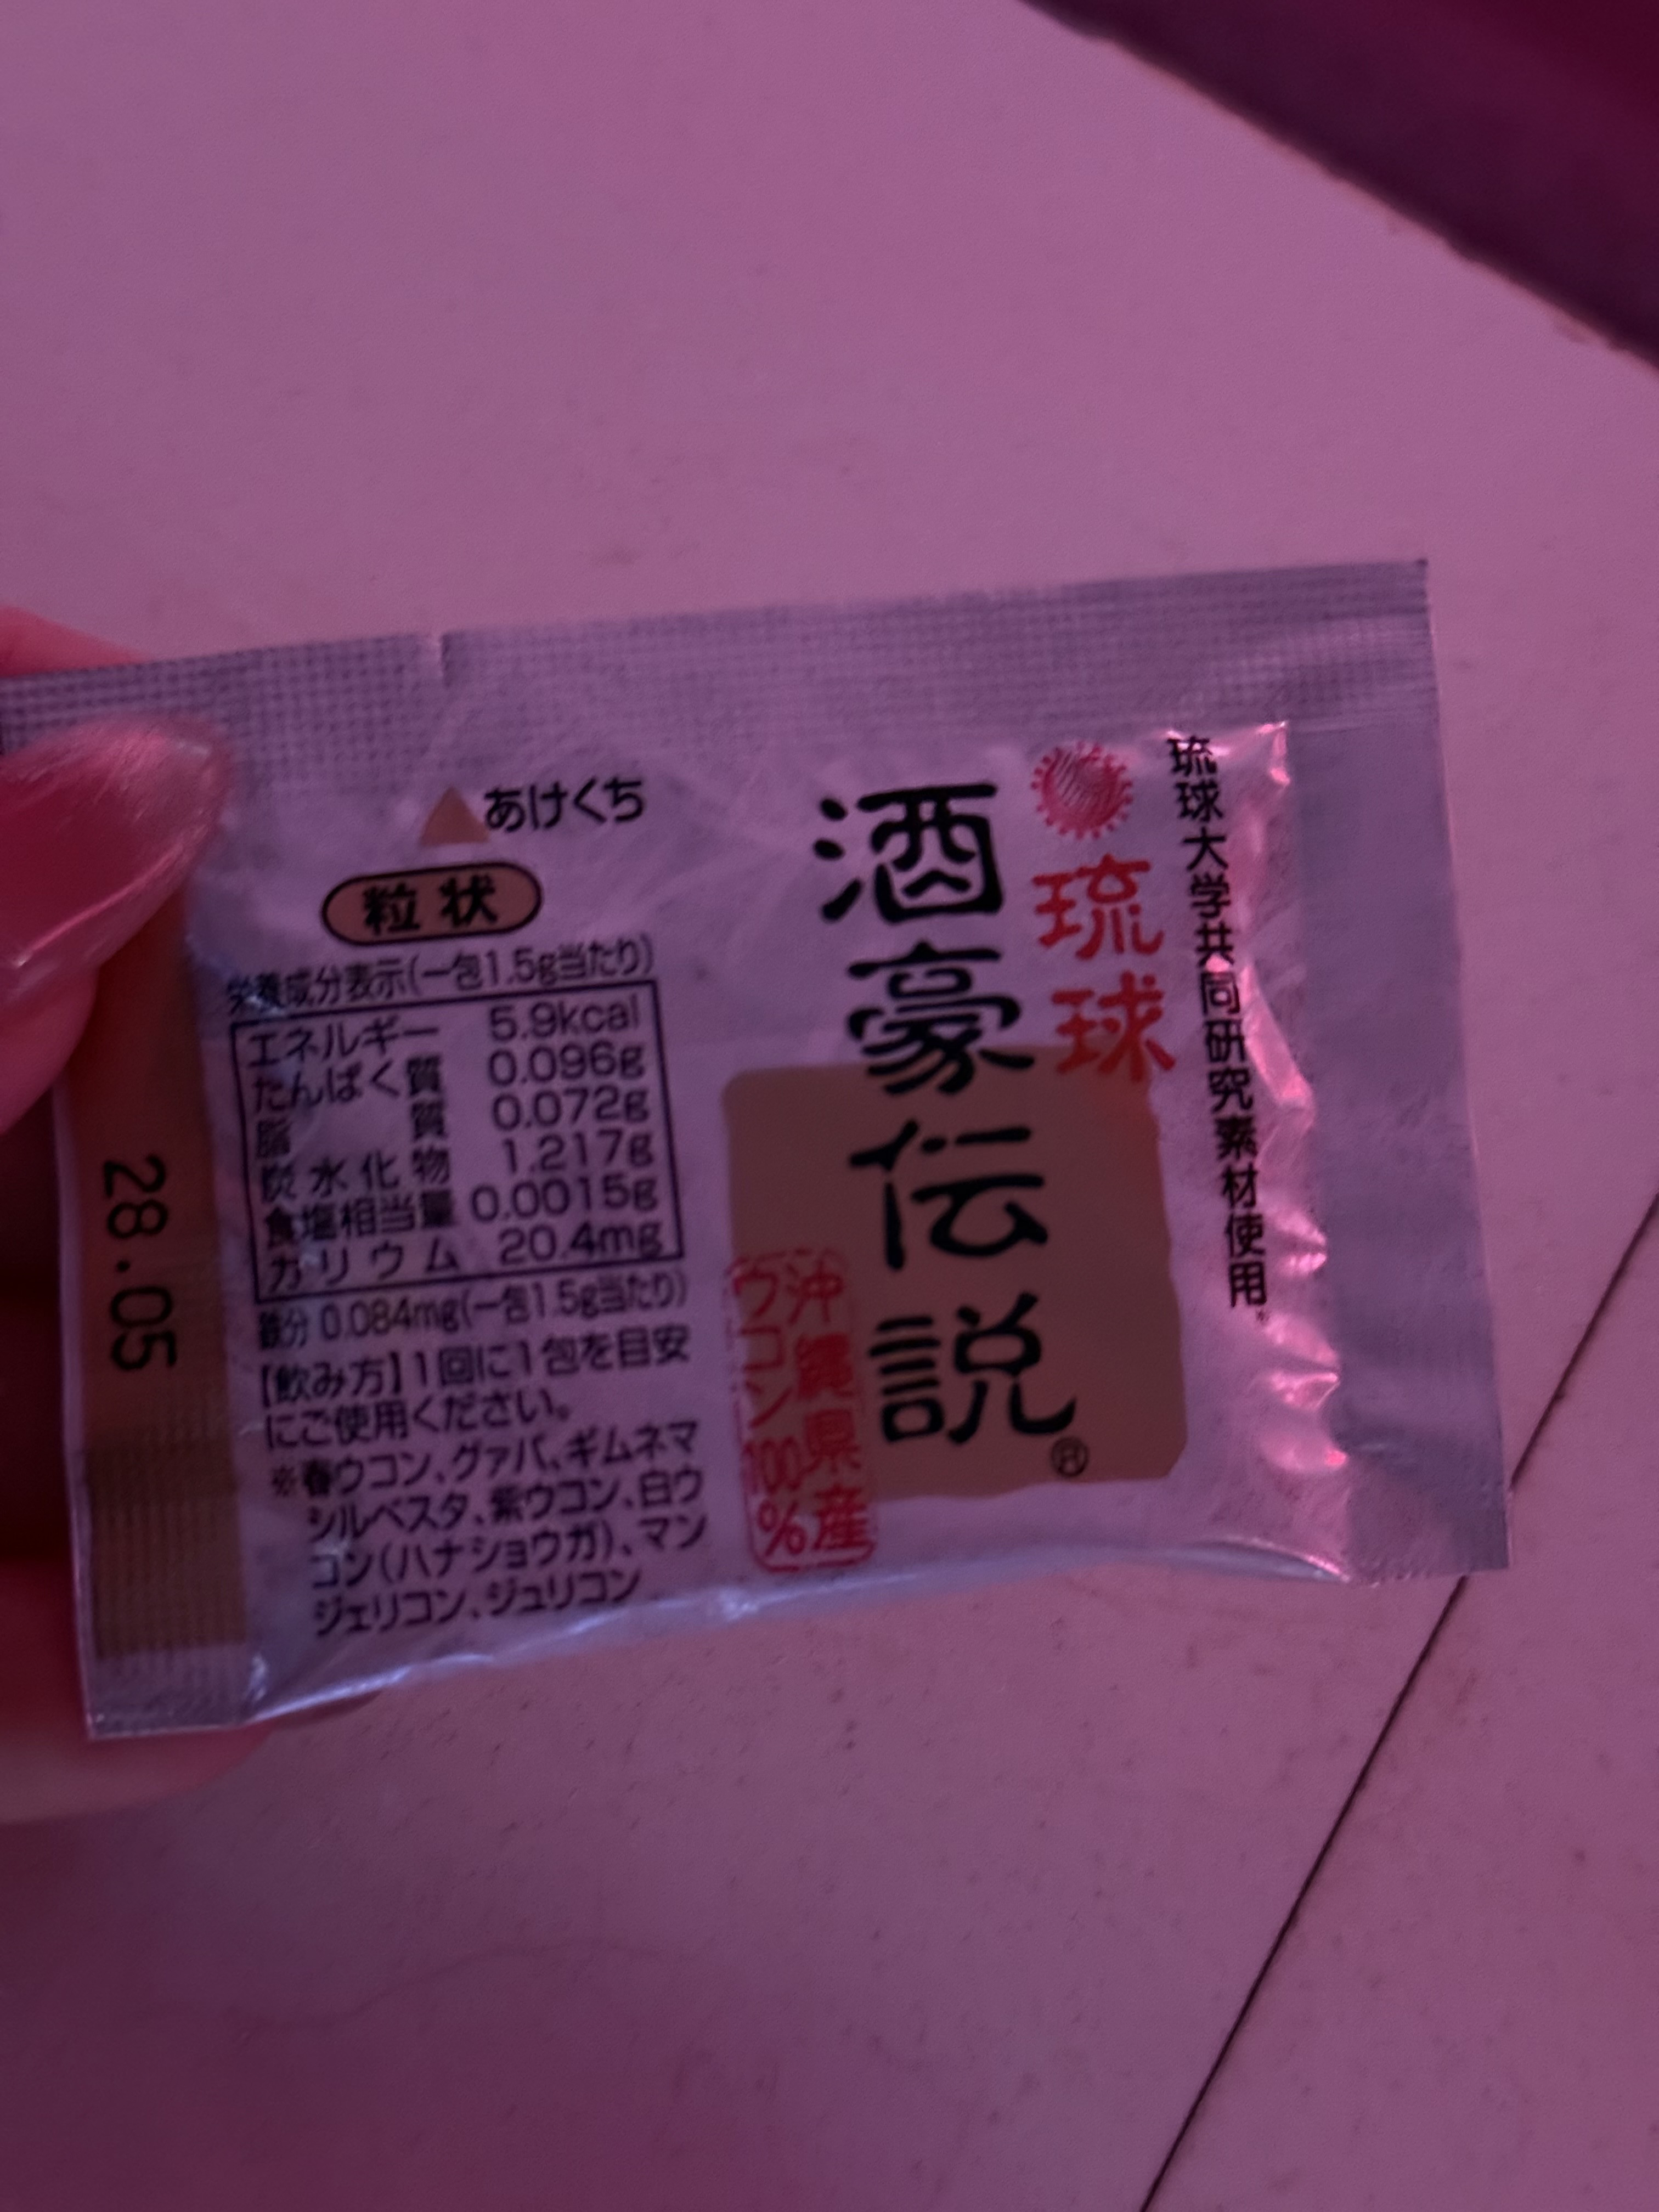 琉球大学共同研究素材使用※
琉球
酒豪伝説®
沖縄県産
ウコン100%
あけくち
粒状
栄養成分表示(一包1.5g当たり)
エネルギー 5.9kcal
たんぱく質 0.096g
脂質 0.072g
炭水化物 1.217g
食塩相当量 0.0015g
カリウム 20.4mg
鉄分 0.084mg(一包1.5g当たり)
【飲み方】1回に1包を目安
にご使用ください。
※春ウコン、グァバ、ギムネマ
シルベスタ、紫ウコン、白ウ
コン(ハナショウガ)、マン
ジェリコン、ジュリコン
28.05